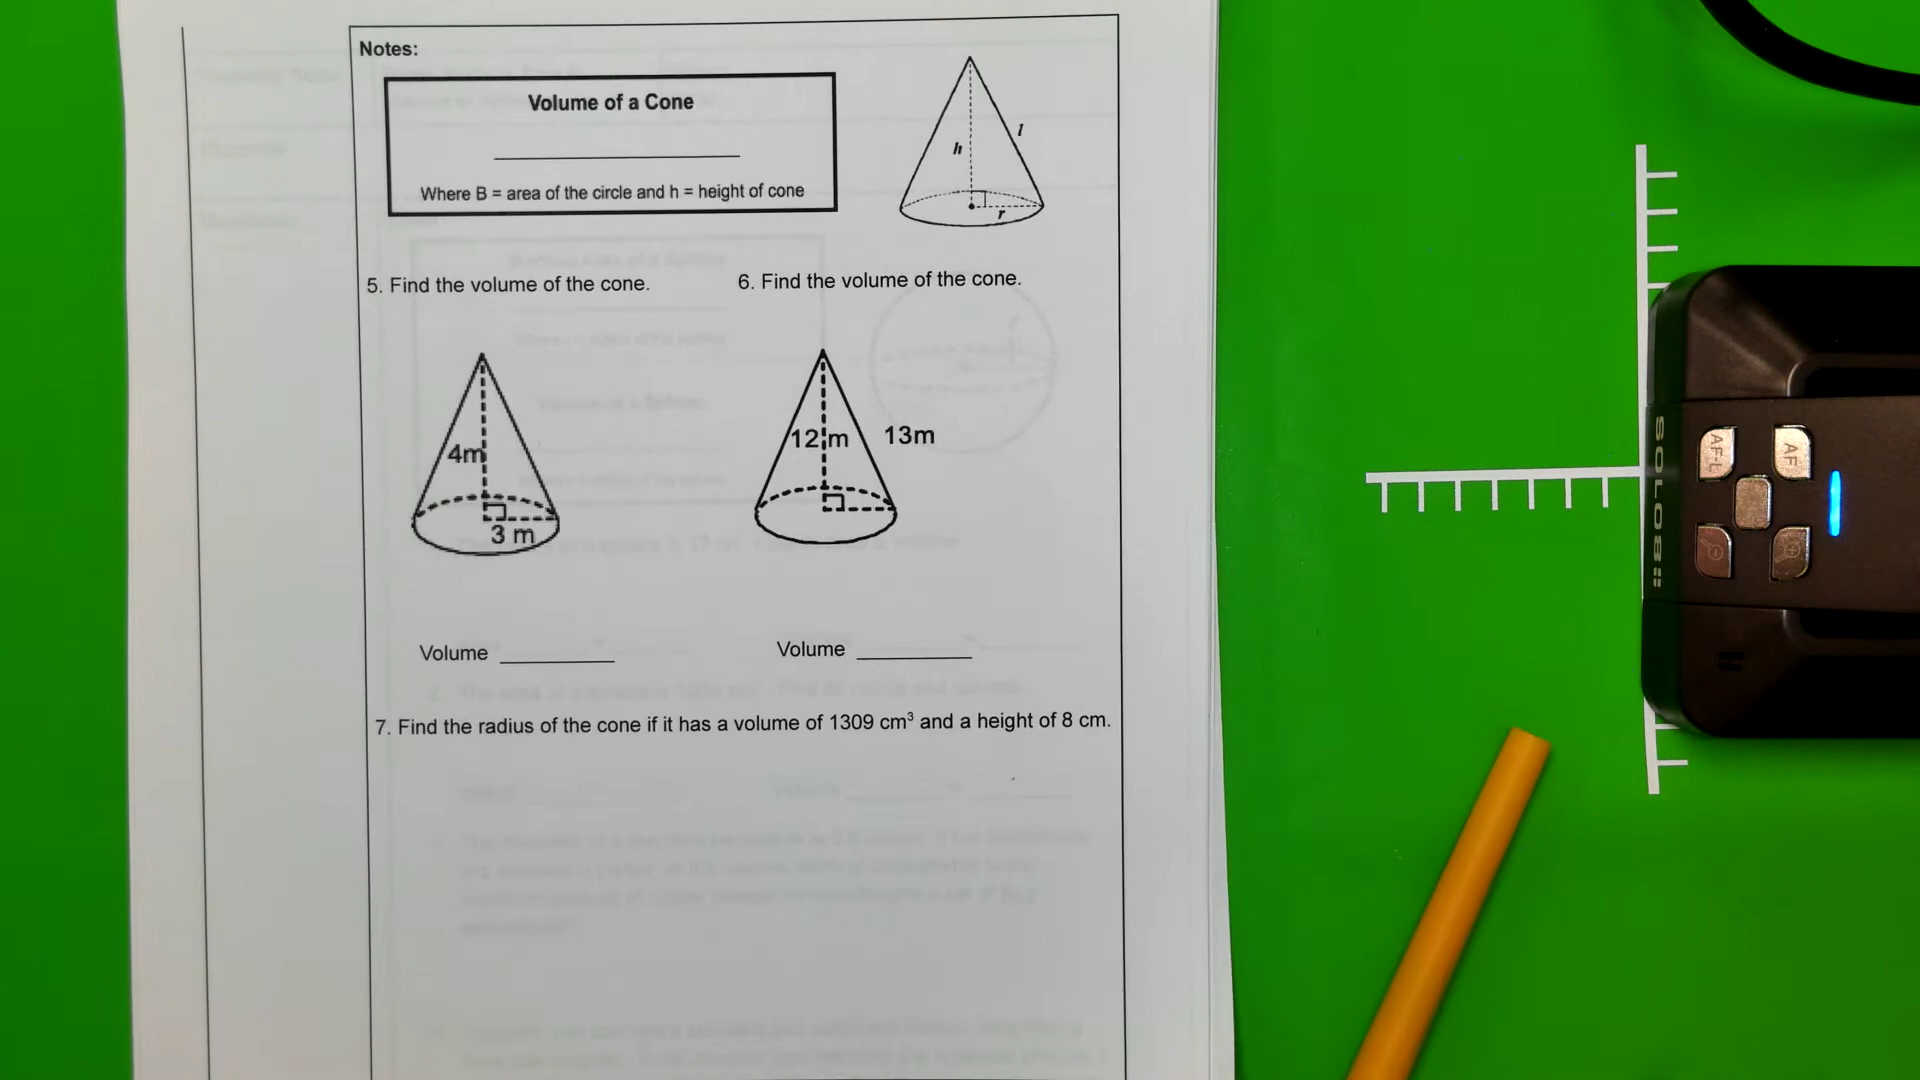 Notes:
Volume of a Cone
Where B = area of the circle and h = height of cone
h
l
r
5. Find the volume of the cone.
6. Find the volume of the cone.
4m
3 m
12 m
13m
Volume
Volume
7. Find the radius of the cone if it has a volume of 1309 cm³ and a height of 8 cm.
SOLO8
AF-L
AF